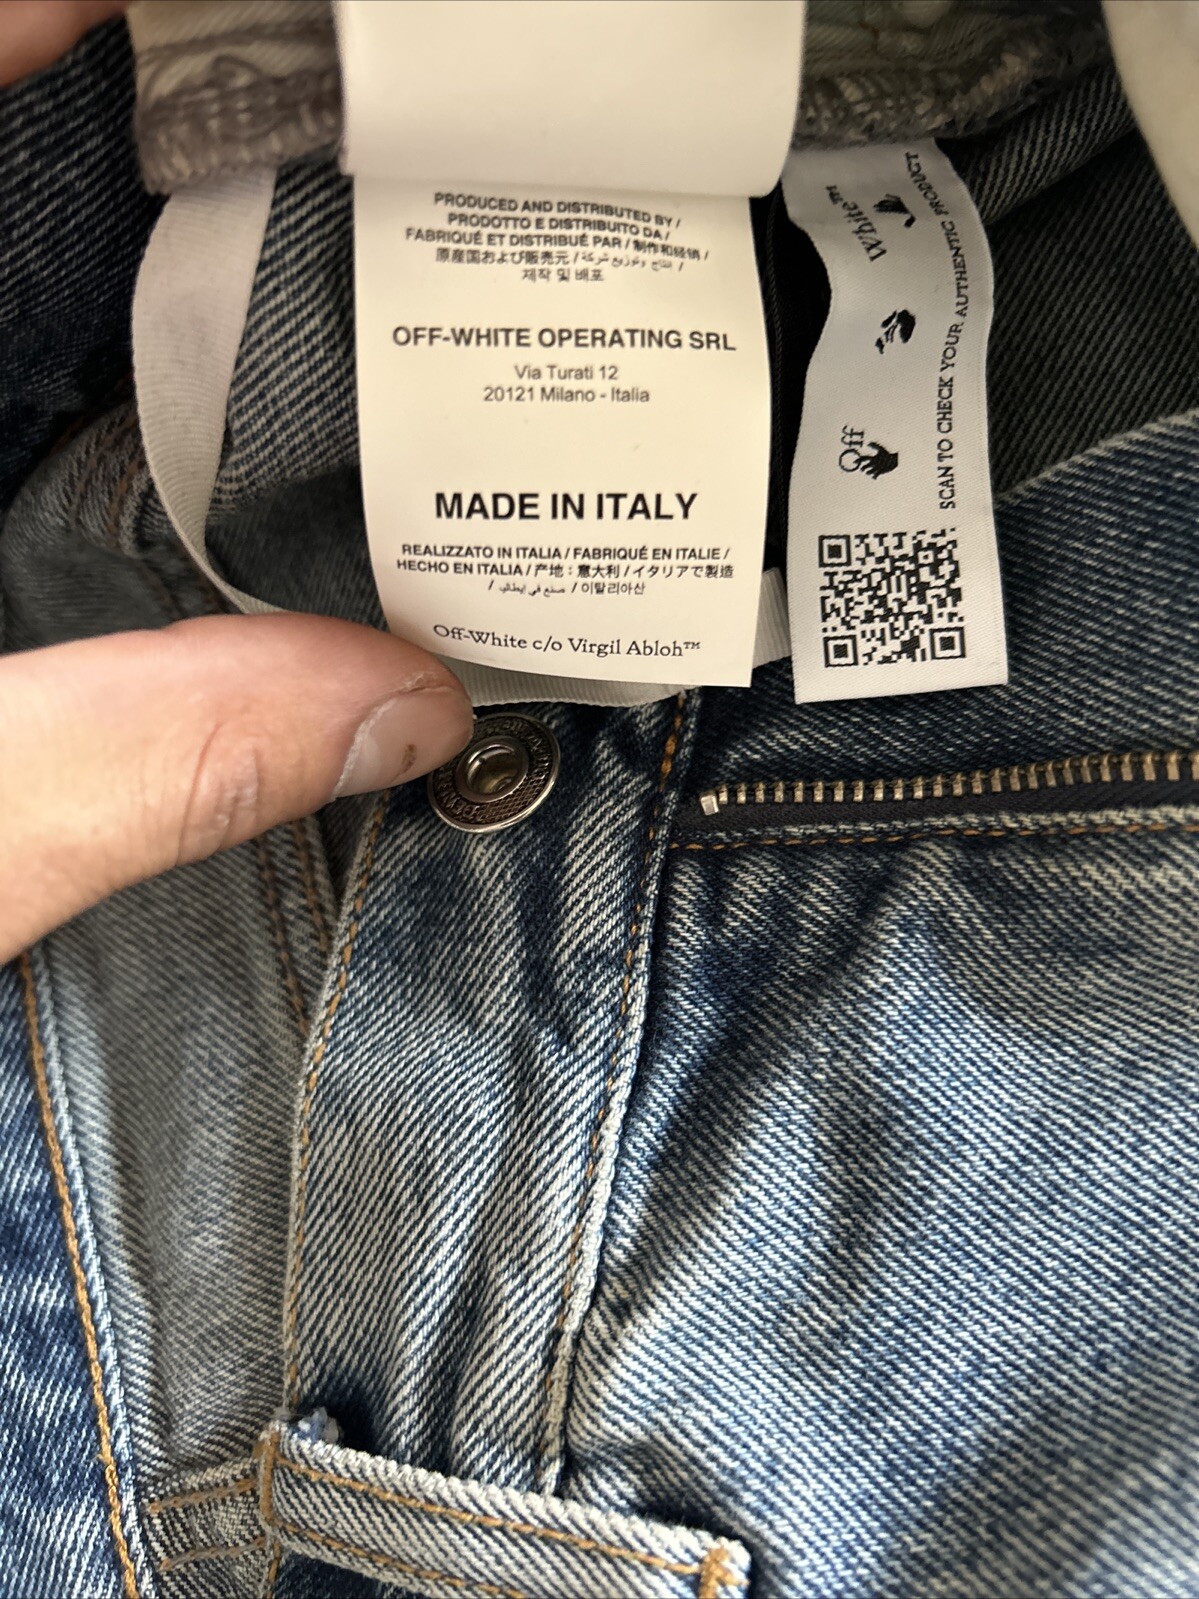 PRODUCED AND DISTRIBUTED BY /
PRODOTTO E DISTRIBUITO DA /
FABRIQUÉ ET DISTRIBUÉ PAR / 制作和经销 /
原産国および販売元 / انتاج وتوزيع شركة /
제작 및 배포
OFF-WHITE OPERATING SRL
Via Turati 12
20121 Milano - Italia
MADE IN ITALY
REALIZZATO IN ITALIA / FABRIQUÉ EN ITALIE /
HECHO EN ITALIA / 产地：意大利 / イタリアで製造
/ صنع في إيطاليا / 이탈리아산
Off-White c/o Virgil Abloh™
Off White™
SCAN TO CHECK YOUR AUTHENTIC PRODUCT